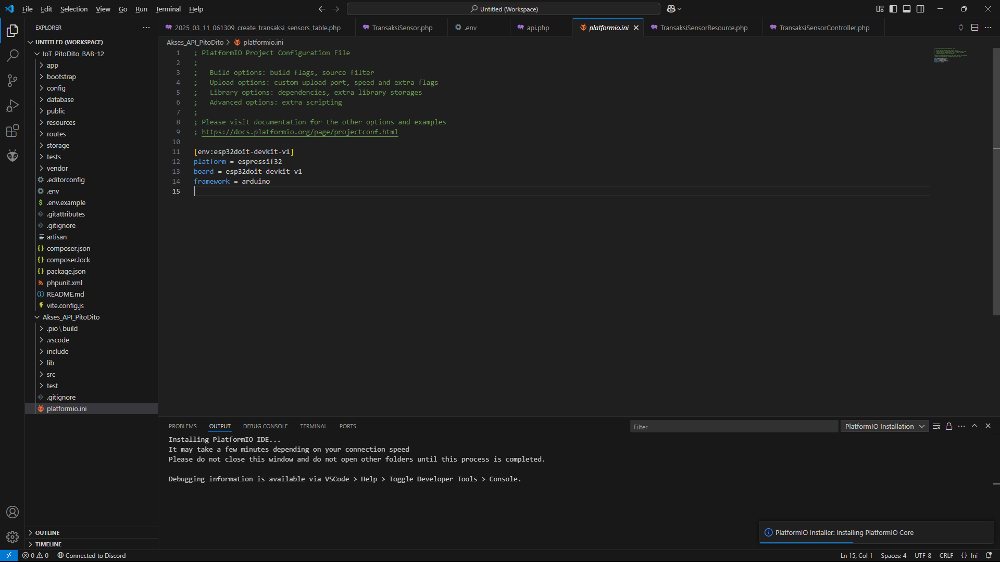 File Edit Selection View Go Run Terminal Help
Untitled (Workspace)
EXPLORER
UNTITLED (WORKSPACE)
IoT_PitoDito_BAB-12
app
bootstrap
config
database
public
resources
routes
storage
tests
vendor
.editorconfig
.env
.env.example
.gitattributes
.gitignore
artisan
composer.json
composer.lock
package.json
phpunit.xml
README.md
vite.config.js
Akses_API_PitoDito
.pio\build
.vscode
include
lib
src
test
.gitignore
platformio.ini
OUTLINE
TIMELINE
2025_03_11_061309_create_transaksi_sensors_table.php TransaksiSensor.php .env api.php platformio.ini TransaksiSensorResource.php TransaksiSensorController.php
Akses_API_PitoDito > platformio.ini
1 ; PlatformIO Project Configuration File
2 ;
3 ;   Build options: build flags, source filter
4 ;   Upload options: custom upload port, speed and extra flags
5 ;   Library options: dependencies, extra library storages
6 ;   Advanced options: extra scripting
7 ;
8 ; Please visit documentation for the other options and examples
9 ; https://docs.platformio.org/page/projectconf.html
10
11 [env:esp32doit-devkit-v1]
12 platform = espressif32
13 board = esp32doit-devkit-v1
14 framework = arduino
15
PROBLEMS OUTPUT DEBUG CONSOLE TERMINAL PORTS
Filter
PlatformIO Installation
Installing PlatformIO IDE...
It may take a few minutes depending on your connection speed
Please do not close this window and do not open other folders until this process is completed.
Debugging information is available via VSCode > Help > Toggle Developer Tools > Console.
PlatformIO Installer: Installing PlatformIO Core
0 0 Connected to Discord
Ln 15, Col 1 Spaces: 4 UTF-8 CRLF {} Ini